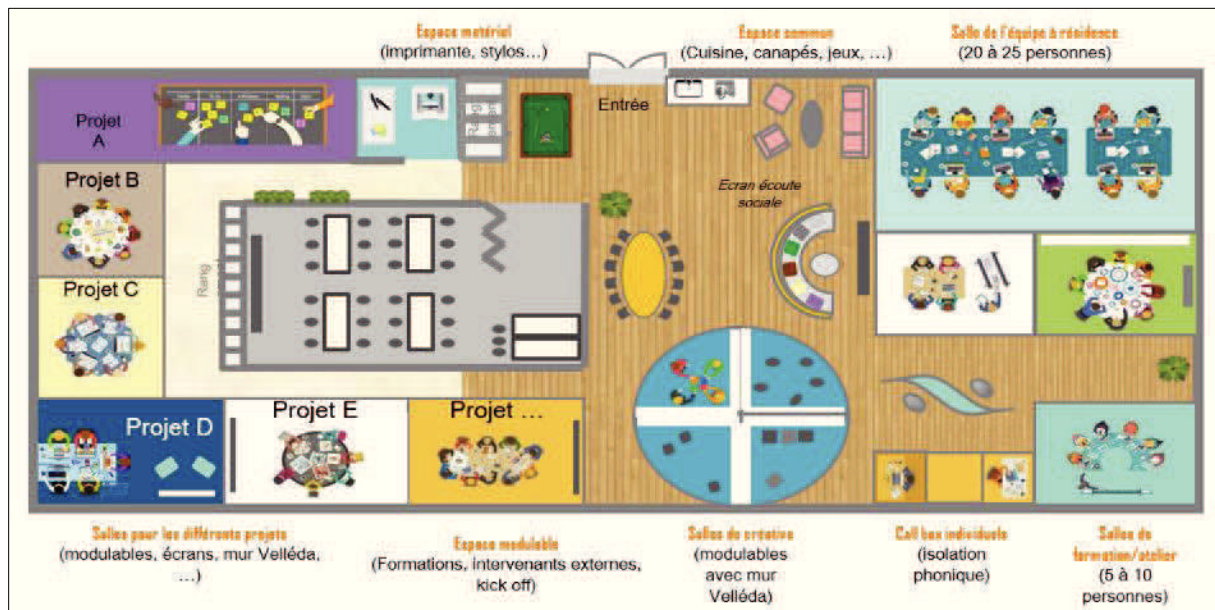 Espace matériel
(imprimante, stylos…)
Espace commun
(Cuisine, canapés, jeux, …)
Salle de l'équipe à résidence
(20 à 25 personnes)
Projet
A
Entrée
Projet B
Ecran écoute
sociale
Projet C
Rang
Projet D
Projet E
Projet …
Salles pour les différents projets
(modulables, écrans, mur Velléda,
…)
Espace modulable
(Formations, intervenants externes,
kick off)
Salles de créative
(modulables
avec mur
Velléda)
Call box individuels
(isolation
phonique)
Salles de
formation/atelier
(5 à 10
personnes)